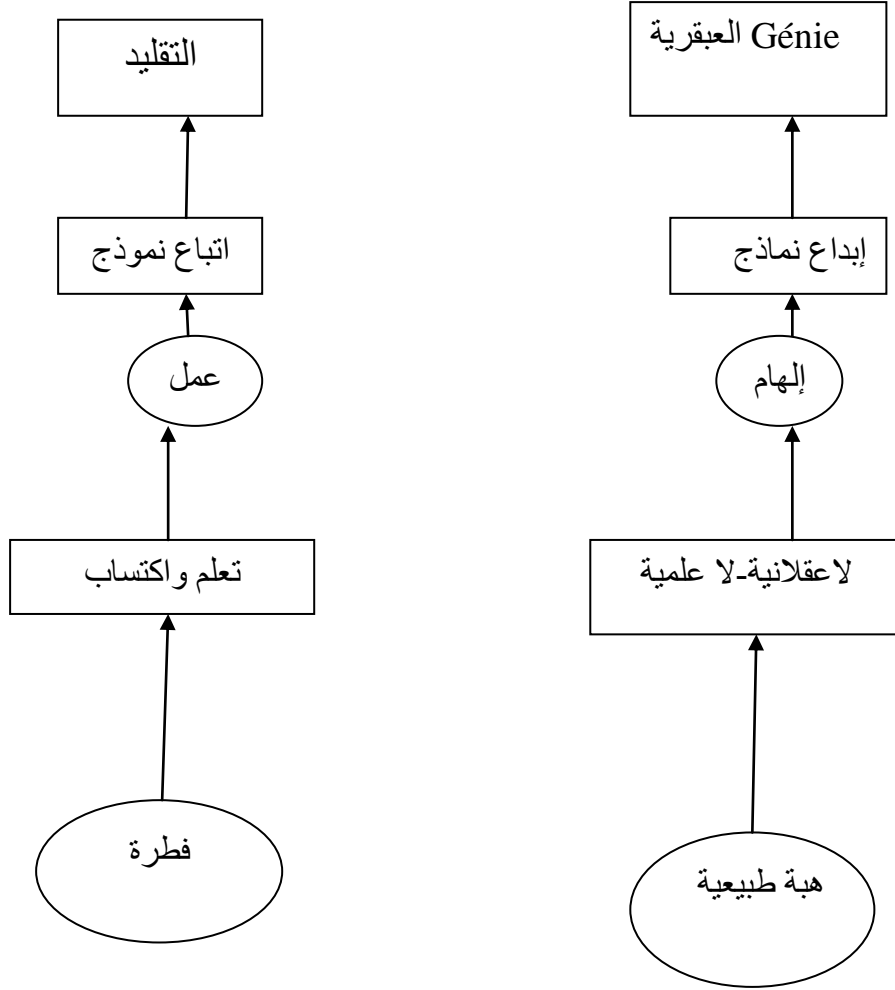 العبقرية Génie
التقليد
إبداع نماذج
اتباع نموذج
إلهام
عمل
لاعقلانية-لا علمية
تعلم واكتساب
هبة طبيعية
فطرة